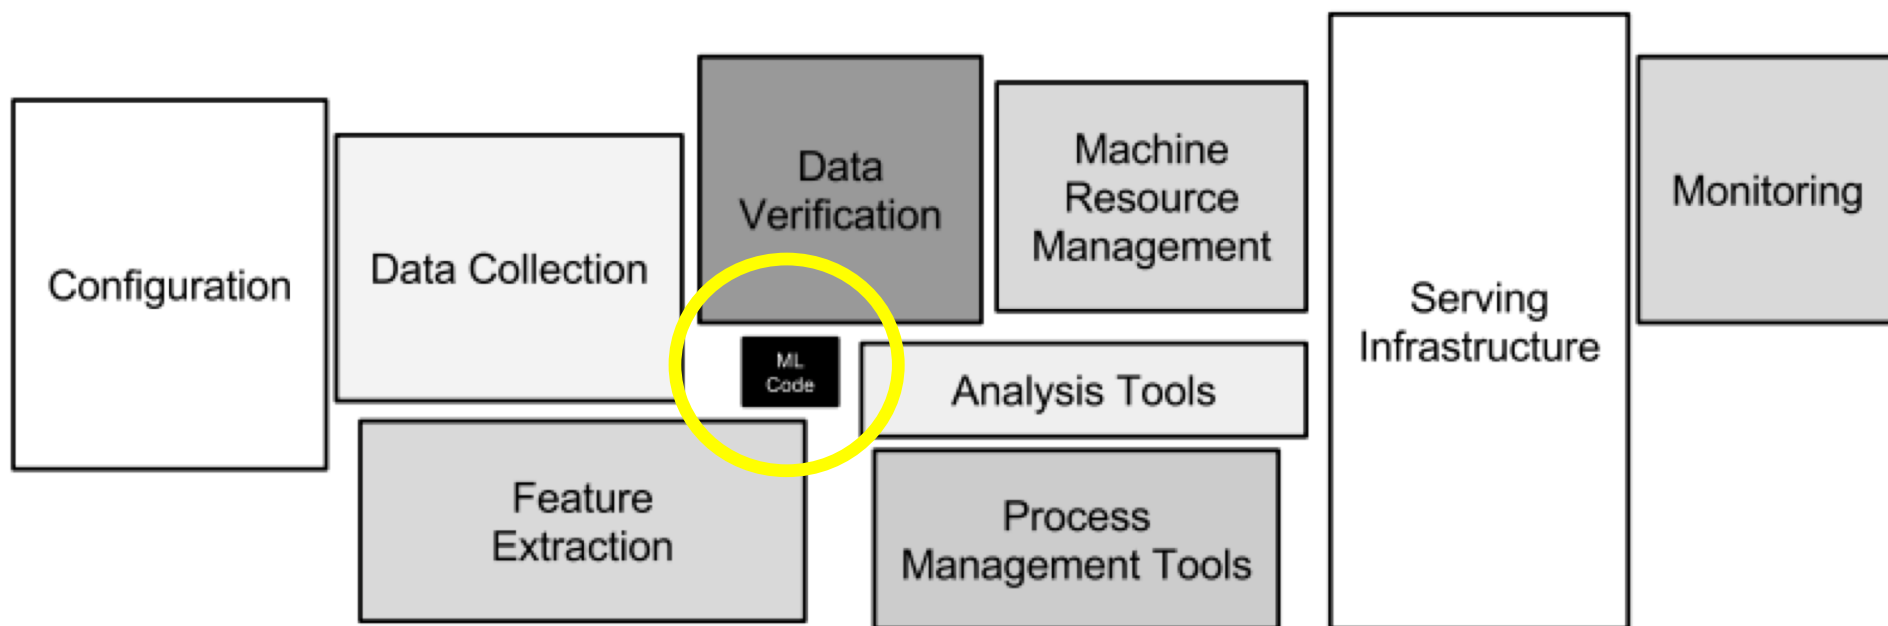 Configuration
Data Collection
Data
Verification
ML
Code
Feature
Extraction
Machine
Resource
Management
Analysis Tools
Process
Management Tools
Serving
Infrastructure
Monitoring